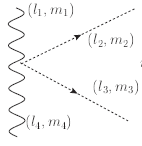 (l₁, m₁)
(l₂, m₂)
(l₃, m₃)
(l₄, m₄)